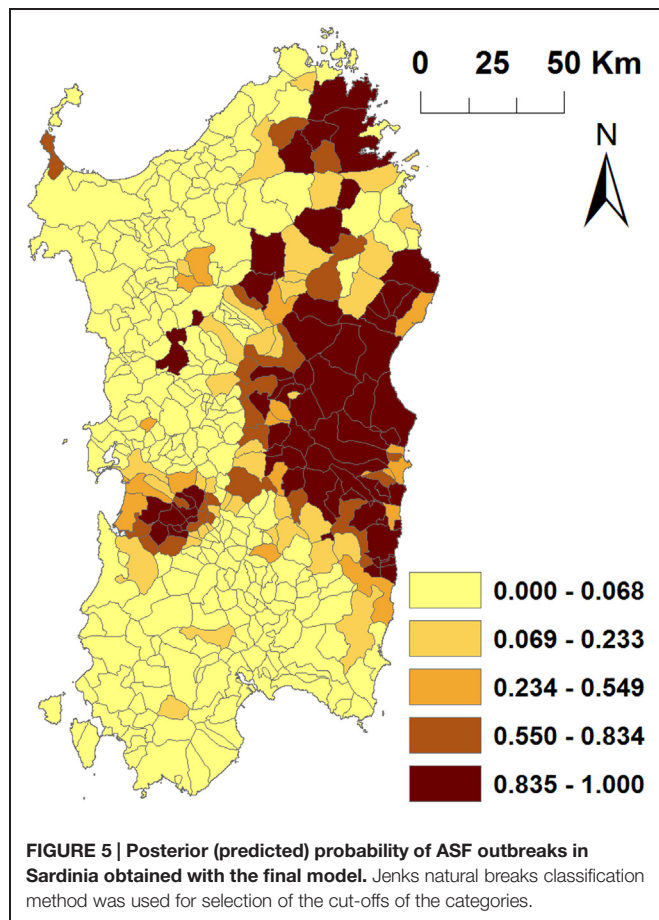 0 25 50 Km
N
0.000 - 0.068
0.069 - 0.233
0.234 - 0.549
0.550 - 0.834
0.835 - 1.000
FIGURE 5 | Posterior (predicted) probability of ASF outbreaks in
Sardinia obtained with the final model. Jenks natural breaks classification
method was used for selection of the cut-offs of the categories.